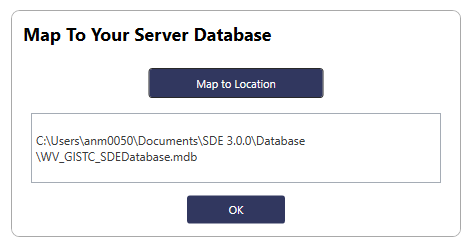 Map To Your Server Database
Map to Location
C:\Users\anm0050\Documents\SDE 3.0.0\Database
\WV_GISTC_SDEDatabase.mdb
OK